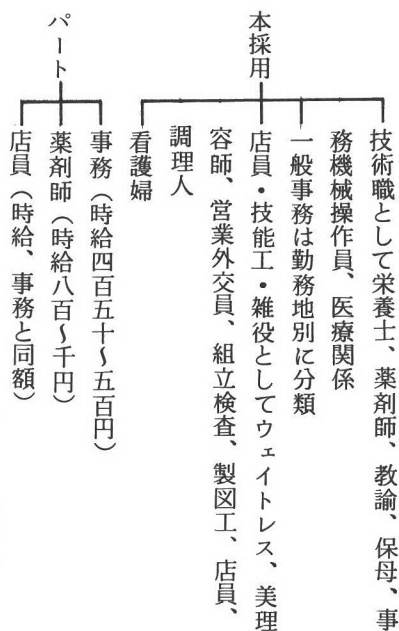 本採用
技術職として栄養士、薬剤師、教諭、保母、事
務機械操作員、医療関係
一般事務は勤務地別に分類
店員・技能工・雑役としてウェイトレス、美理
容師、営業外交員、組立検査、製図工、店員、
調理人
看護婦
パート
事務（時給四百五十〜五百円）
薬剤師（時給八百〜千円）
店員（時給、事務と同額）